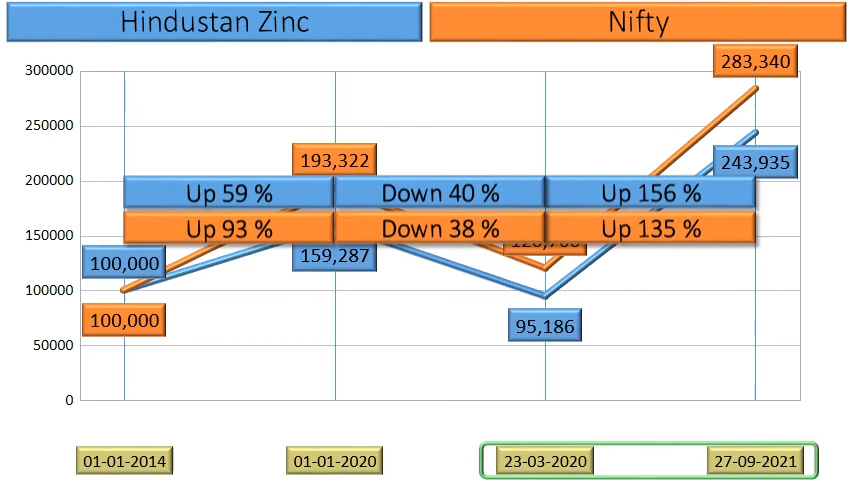 Hindustan Zinc
Nifty
300000
283,340
250000
243,935
200000
193,322
Up 59 %
Down 40 %
Up 156 %
Up 93 %
Down 38 %
Up 135 %
150000
159,287
100,000
100000
100,000
95,186
50000
0
01-01-2014
01-01-2020
23-03-2020
27-09-2021